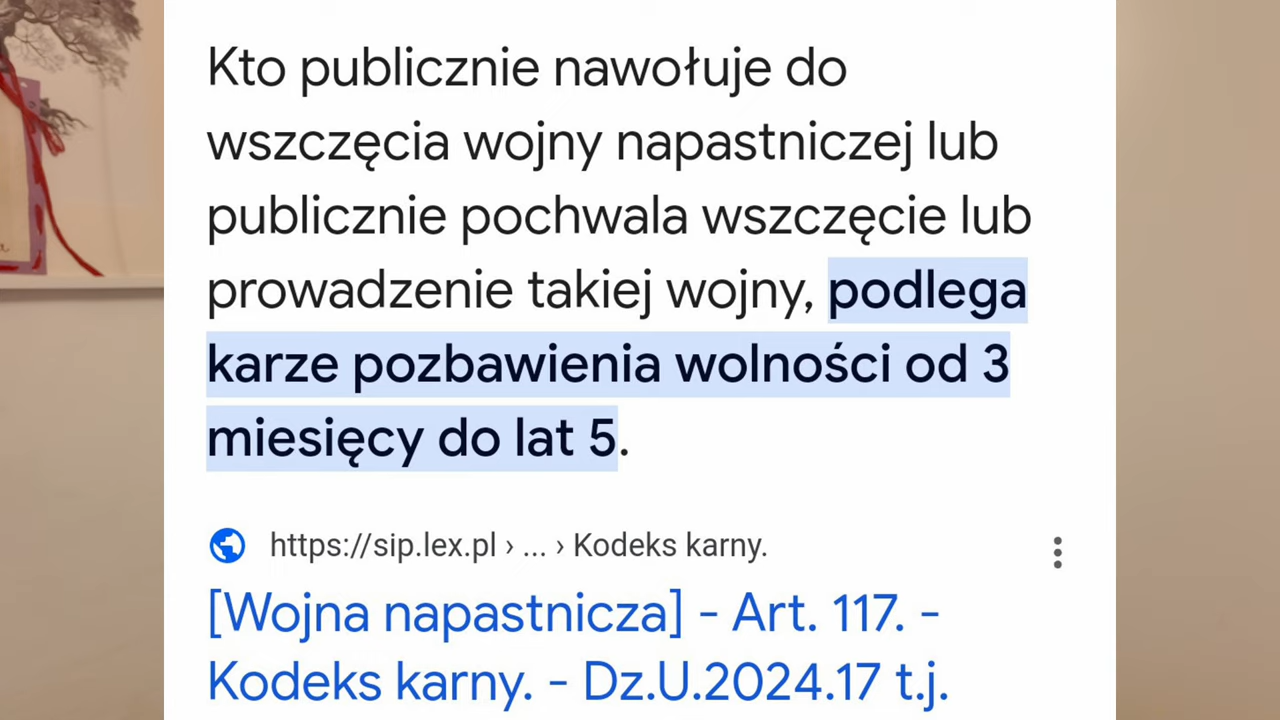 Kto publicznie nawołuje do
wszczęcia wojny napastniczej lub
publicznie pochwala wszczęcie lub
prowadzenie takiej wojny, podlega
karze pozbawienia wolności od 3
miesięcy do lat 5.
https://sip.lex.pl › ... › Kodeks karny.
[Wojna napastnicza] - Art. 117. -
Kodeks karny. - Dz.U.2024.17 t.j.